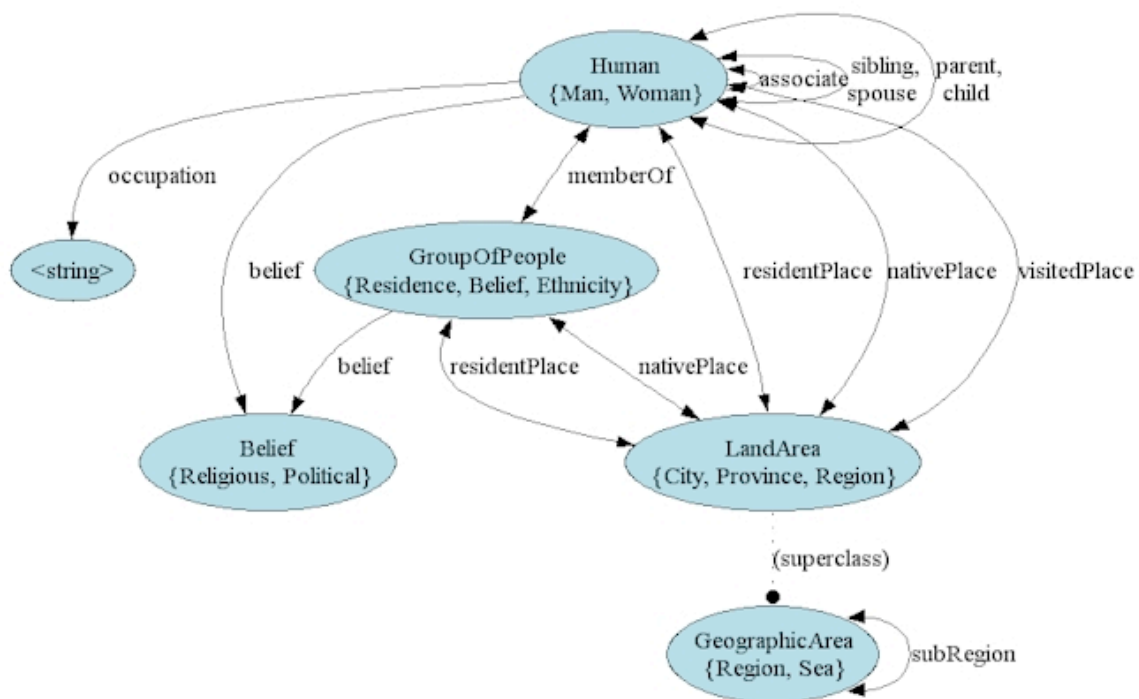 Human
{Man, Woman}
associate
sibling,
spouse
parent,
child
occupation
memberOf
<string>
belief
GroupOfPeople
{Residence, Belief, Ethnicity}
residentPlace
nativePlace
visitedPlace
belief
residentPlace
nativePlace
Belief
{Religious, Political}
LandArea
{City, Province, Region}
(superclass)
GeographicArea
{Region, Sea}
subRegion